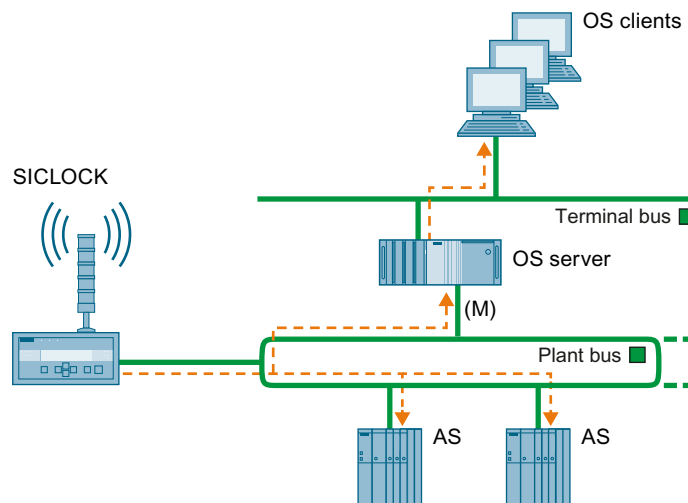 OS clients
SICLOCK
Terminal bus
OS server
(M)
Plant bus
AS
AS